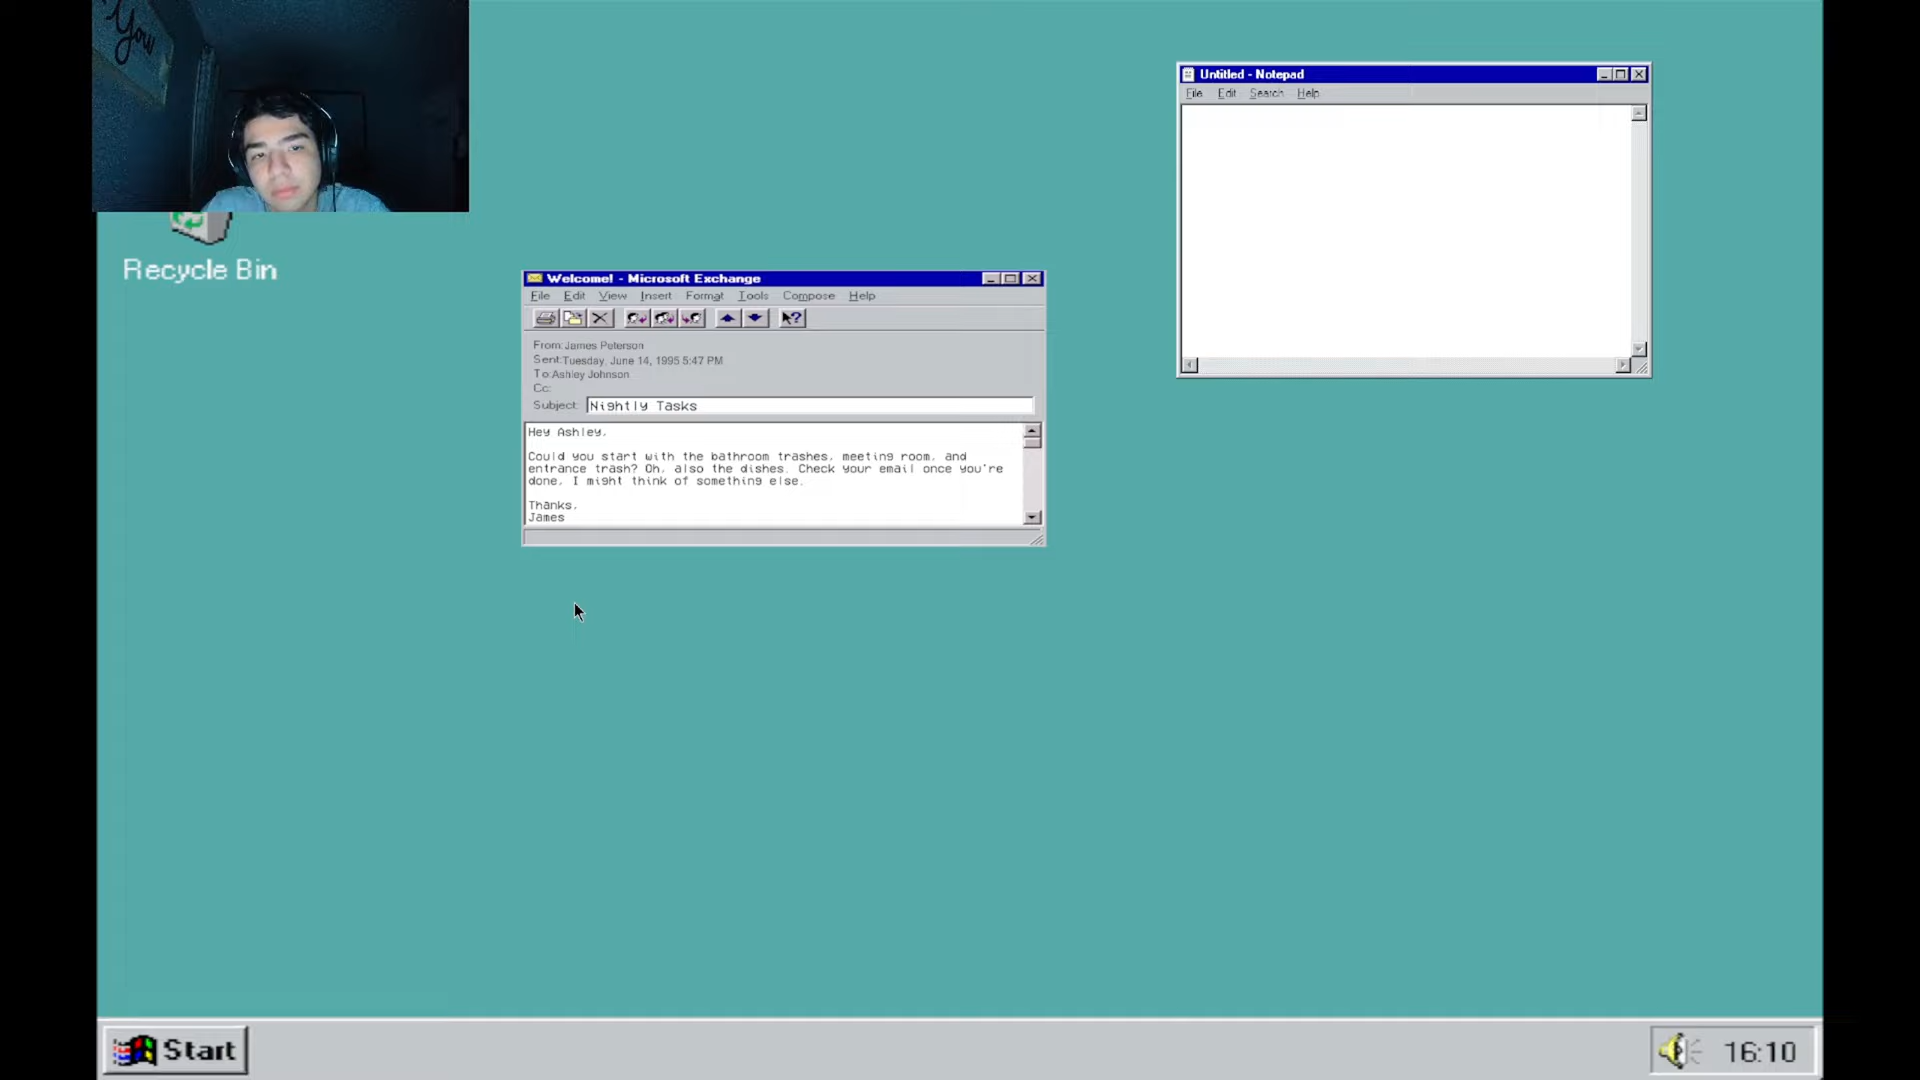 You
Recycle Bin
Untitled - Notepad
File Edit Search Help
Welcome! - Microsoft Exchange
File Edit View Insert Format Tools Compose Help
From: James Peterson
Sent: Tuesday, June 14, 1995 5:47 PM
To: Ashley Johnson
Cc:
Subject: Nightly Tasks
Hey Ashley,
Could you start with the bathroom trashes, meeting room, and
entrance trash? Oh, also the dishes. Check your email once you're
done, I might think of something else.
Thanks,
James
Start
16:10